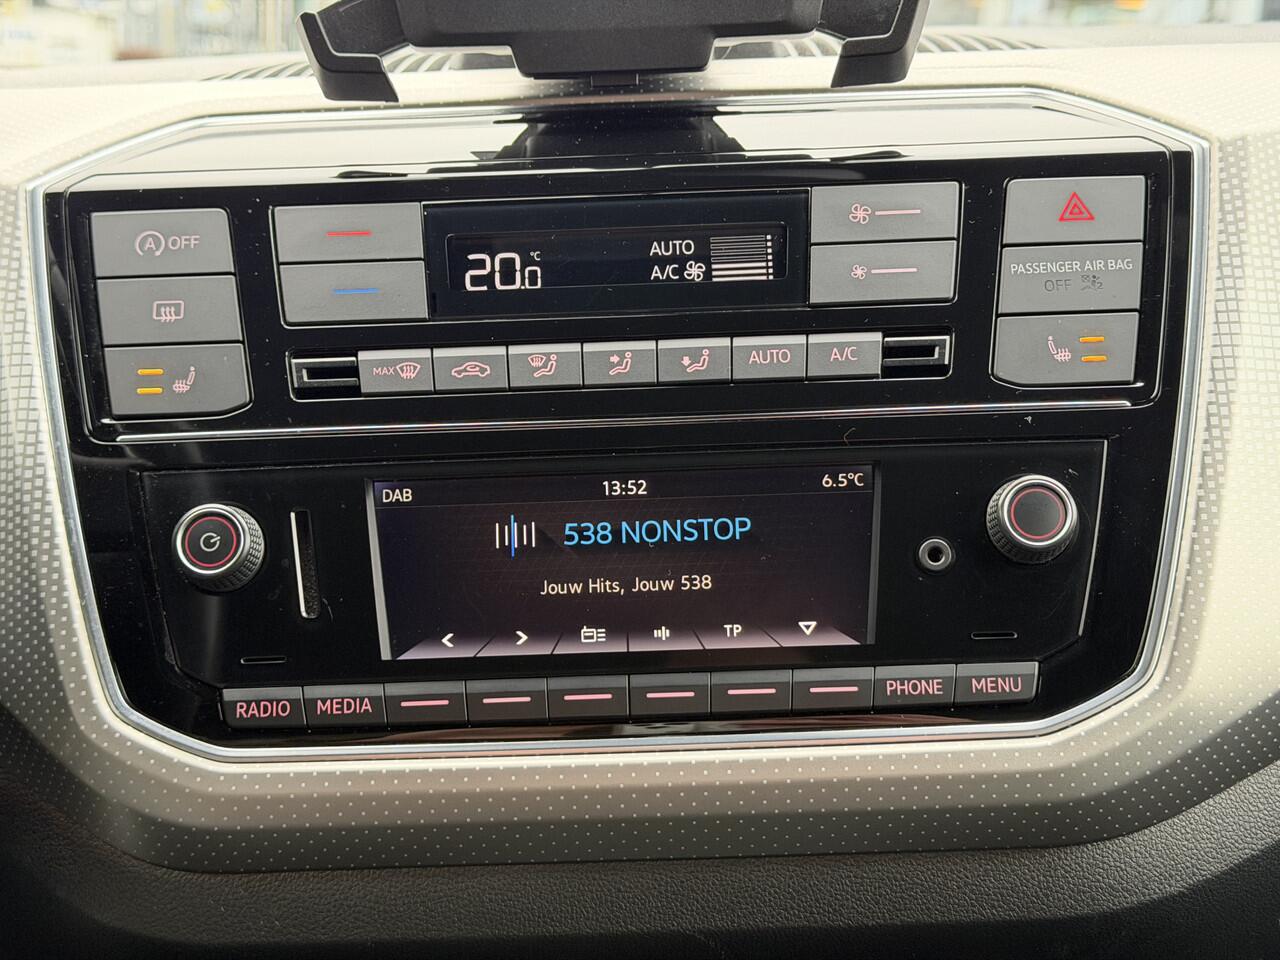 A OFF
20.0 °C
AUTO
A/C
PASSENGER AIR BAG
OFF
MAX
AUTO
A/C
DAB
13:52
6.5°C
538 NONSTOP
Jouw Hits, Jouw 538
< > TP
RADIO
MEDIA
PHONE
MENU